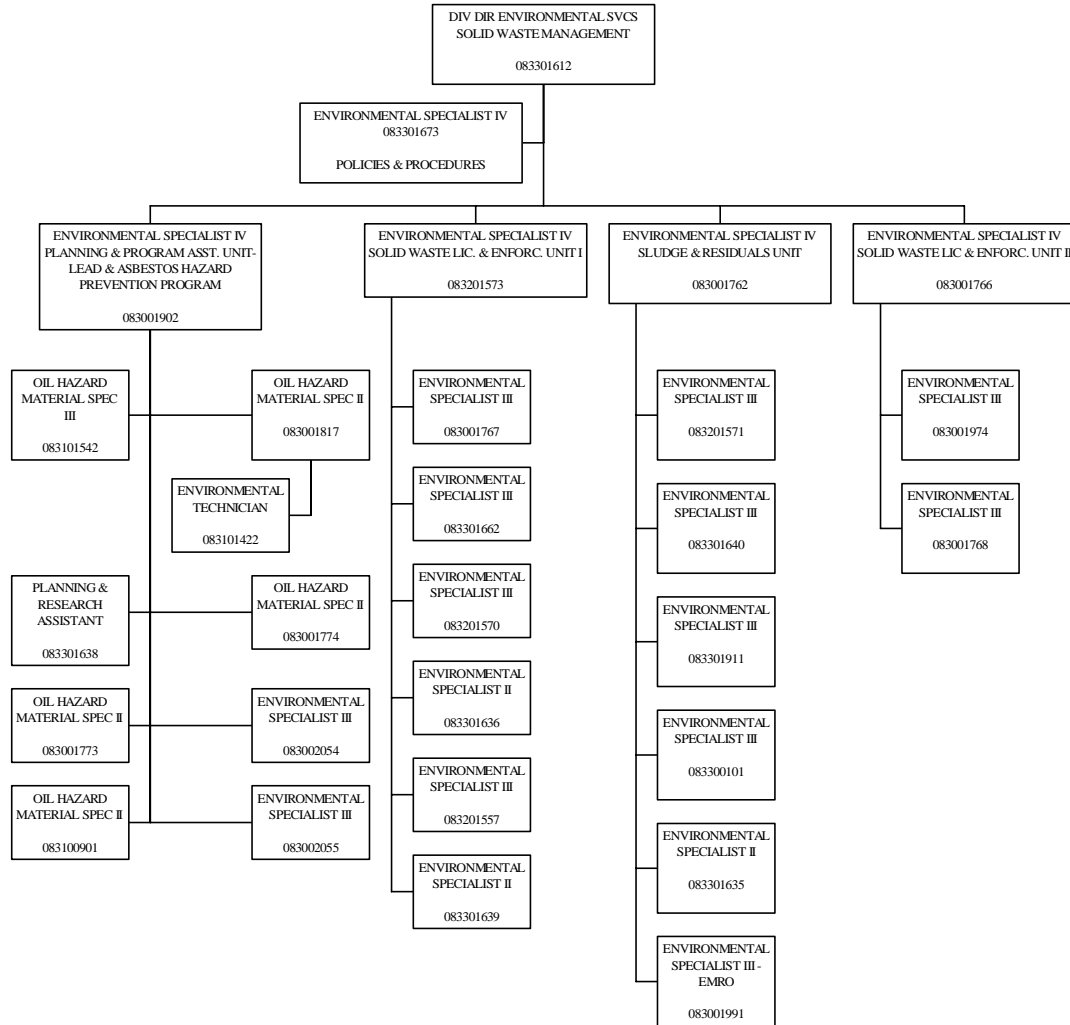 DIV DIR ENVIRONMENTAL SVCS
SOLID WASTE MANAGEMENT
083301612
ENVIRONMENTAL SPECIALIST IV
083301673
POLICIES & PROCEDURES
ENVIRONMENTAL SPECIALIST IV
PLANNING & PROGRAM ASST. UNIT-
LEAD & ASBESTOS HAZARD
PREVENTION PROGRAM
083001902
ENVIRONMENTAL SPECIALIST IV
SOLID WASTE LIC. & ENFORC. UNIT I
083201573
ENVIRONMENTAL SPECIALIST IV
SLUDGE & RESIDUALS UNIT
083001762
ENVIRONMENTAL SPECIALIST IV
SOLID WASTE LIC & ENFORC. UNIT II
083001766
OIL HAZARD
MATERIAL SPEC
III
083101542
OIL HAZARD
MATERIAL SPEC II
083001817
ENVIRONMENTAL
TECHNICIAN
083101422
PLANNING &
RESEARCH
ASSISTANT
083301638
OIL HAZARD
MATERIAL SPEC II
083001774
OIL HAZARD
MATERIAL SPEC II
083001773
ENVIRONMENTAL
SPECIALIST III
083002054
OIL HAZARD
MATERIAL SPEC II
083100901
ENVIRONMENTAL
SPECIALIST III
083002055
ENVIRONMENTAL
SPECIALIST III
083001767
ENVIRONMENTAL
SPECIALIST III
083301662
ENVIRONMENTAL
SPECIALIST III
083201570
ENVIRONMENTAL
SPECIALIST II
083301636
ENVIRONMENTAL
SPECIALIST III
083201557
ENVIRONMENTAL
SPECIALIST II
083301639
ENVIRONMENTAL
SPECIALIST III
083201571
ENVIRONMENTAL
SPECIALIST III
083301640
ENVIRONMENTAL
SPECIALIST III
083301911
ENVIRONMENTAL
SPECIALIST III
083300101
ENVIRONMENTAL
SPECIALIST II
083301635
ENVIRONMENTAL
SPECIALIST III -
EMRO
083001991
ENVIRONMENTAL
SPECIALIST III
083001974
ENVIRONMENTAL
SPECIALIST III
083001768